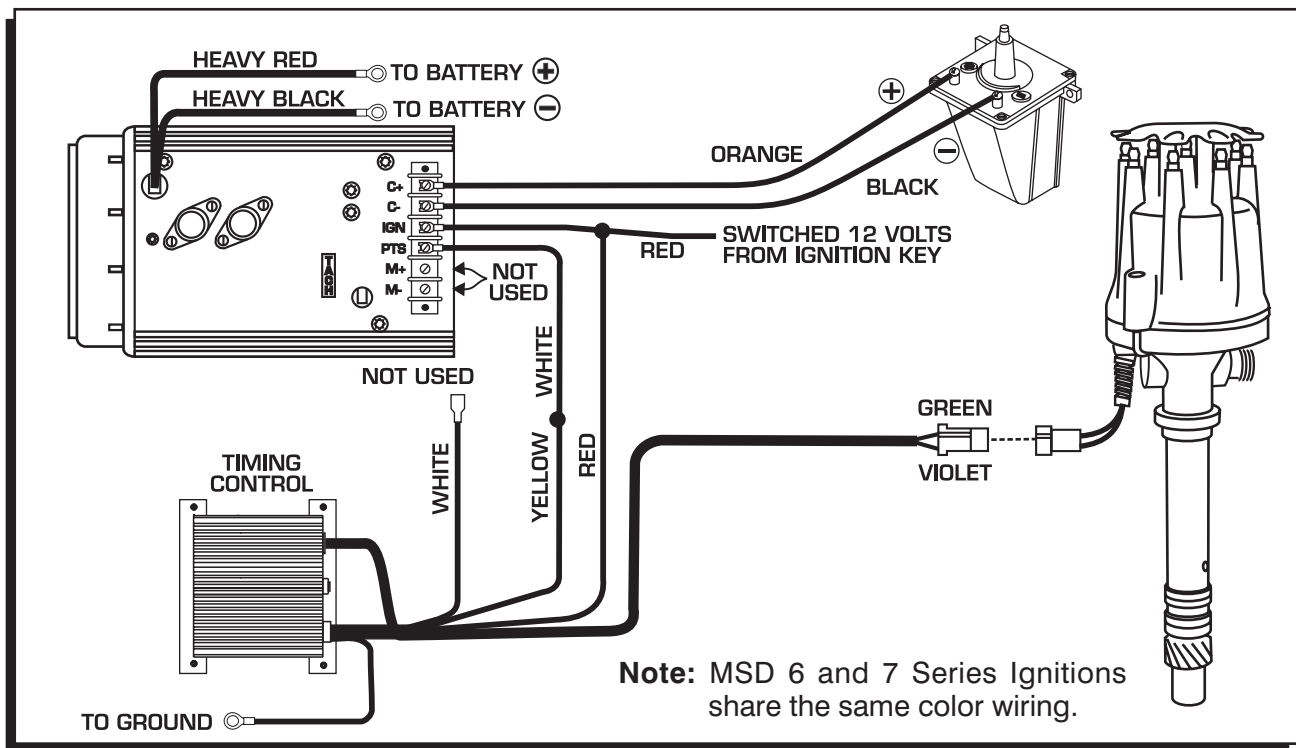 HEAVY RED
TO BATTERY +
HEAVY BLACK
TO BATTERY -
+
ORANGE
-
BLACK
C+
C-
IGN
PTS
M+
M-
TACH
RED
SWITCHED 12 VOLTS
FROM IGNITION KEY
NOT
USED
NOT USED
WHITE
WHITE
YELLOW
RED
GREEN
VIOLET
TIMING
CONTROL
TO GROUND
Note: MSD 6 and 7 Series Ignitions
share the same color wiring.